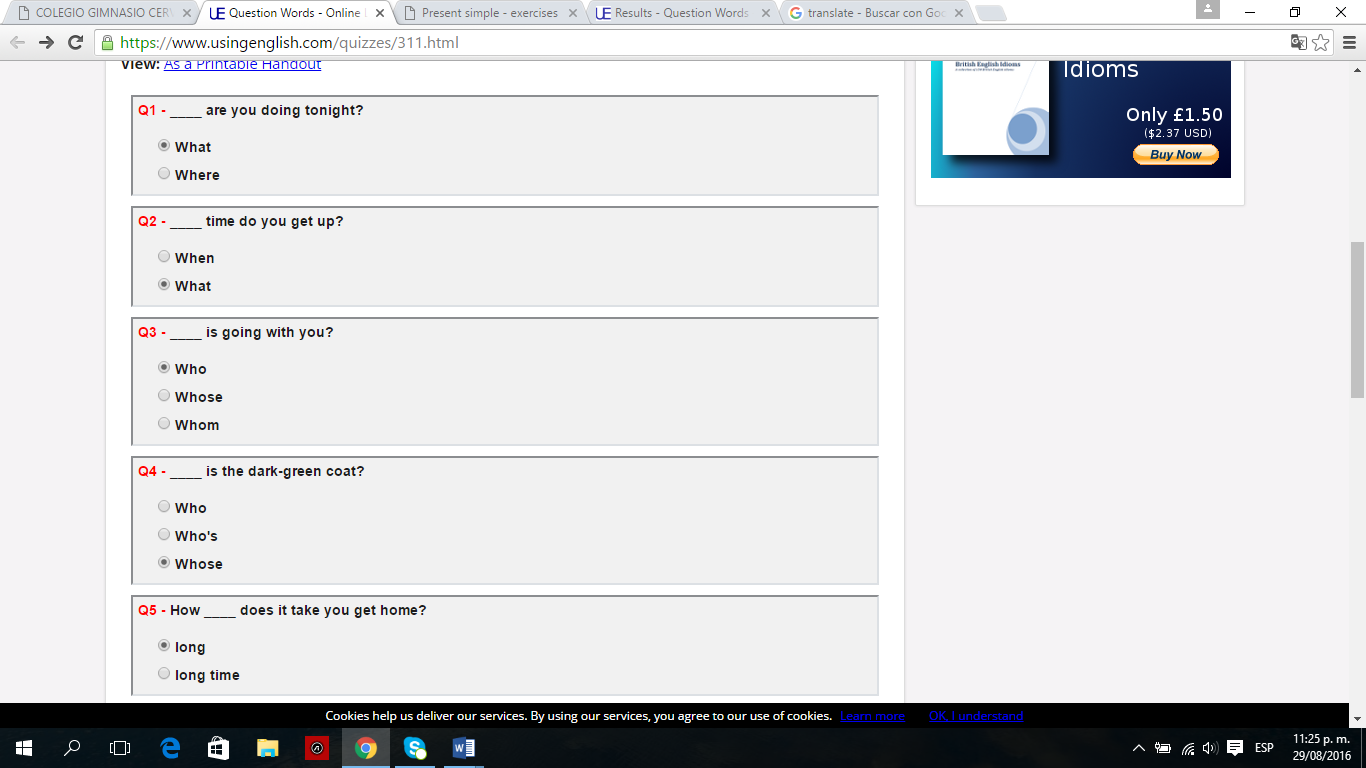 COLEGIO GIMNASIO CER
Question Words - Online
Present simple - exercises
Results - Question Words
translate - Buscar con Goo
https://www.usingenglish.com/quizzes/311.html
View: As a Printable Handout
British English Idioms
Idioms
Only £1.50
($2.37 USD)
Buy Now
Q1 - ____ are you doing tonight?
What
Where
Q2 - ____ time do you get up?
When
What
Q3 - ____ is going with you?
Who
Whose
Whom
Q4 - ____ is the dark-green coat?
Who
Who's
Whose
Q5 - How ____ does it take you get home?
long
long time
Cookies help us deliver our services. By using our services, you agree to our use of cookies. Learn more OK, I understand
ESP
11:25 p. m.
29/08/2016